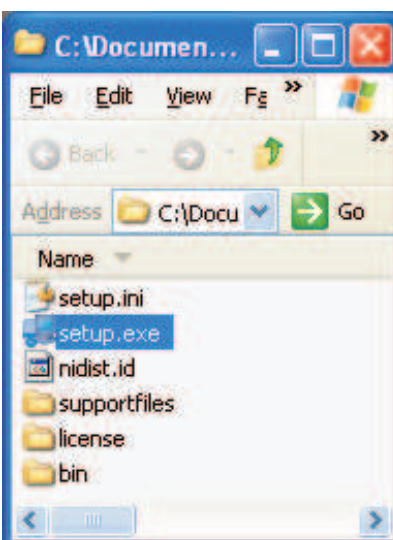 C:\Documen...
File Edit View Fa »
Back »
Address C:\Docu Go
Name
setup.ini
setup.exe
nidist.id
supportfiles
license
bin